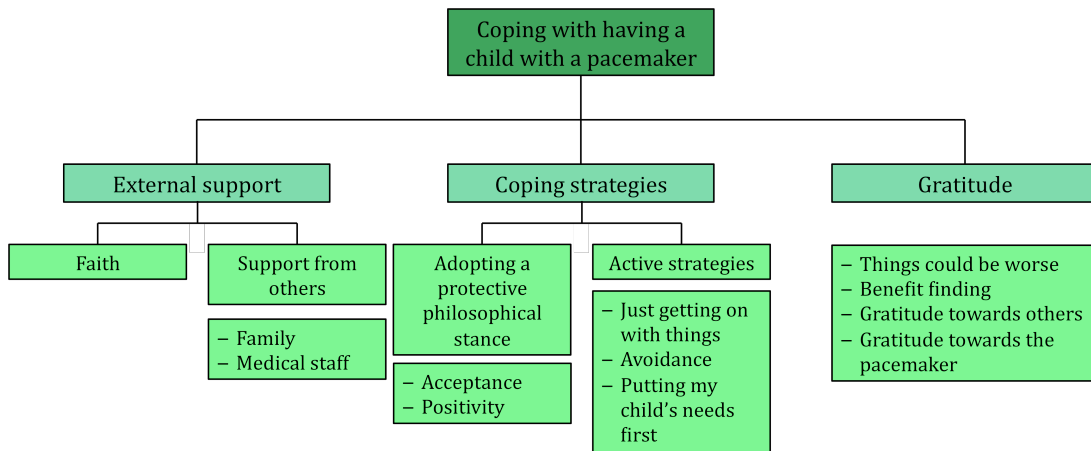 Coping with having a
child with a pacemaker
External support
Coping strategies
Gratitude
Faith
Support from
others
– Family
– Medical staff
Adopting a
protective
philosophical
stance
– Acceptance
– Positivity
Active strategies
– Just getting on
with things
– Avoidance
– Putting my
child’s needs
first
– Things could be worse
– Benefit finding
– Gratitude towards others
– Gratitude towards the
pacemaker